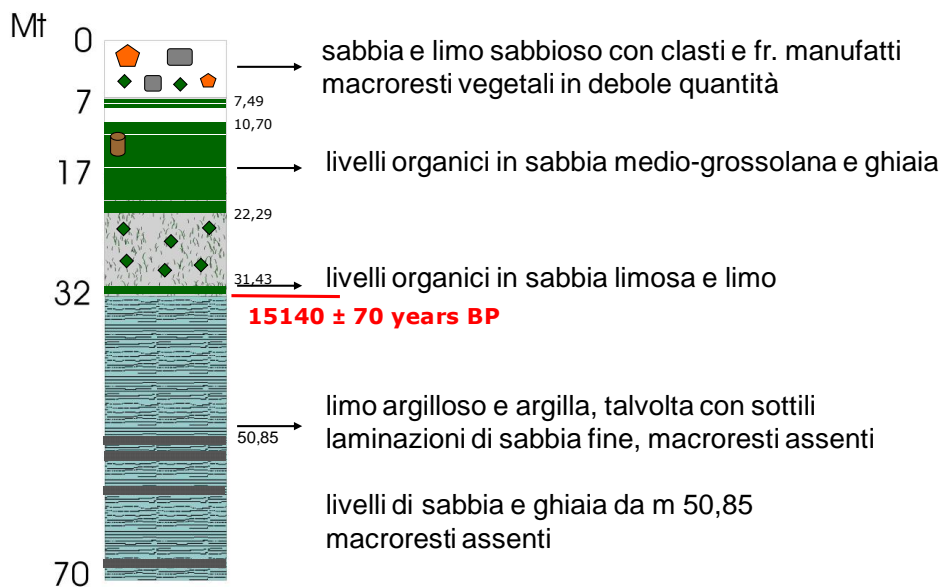 Mt
0
sabbia e limo sabbioso con clasti e fr. manufatti
macroresti vegetali in debole quantità
7
7,49
10,70
17
livelli organici in sabbia medio-grossolana e ghiaia
22,29
31,43
livelli organici in sabbia limosa e limo
32
15140 ± 70 years BP
limo argilloso e argilla, talvolta con sottili
laminazioni di sabbia fine, macroresti assenti
50,85
livelli di sabbia e ghiaia da m 50,85
macroresti assenti
70